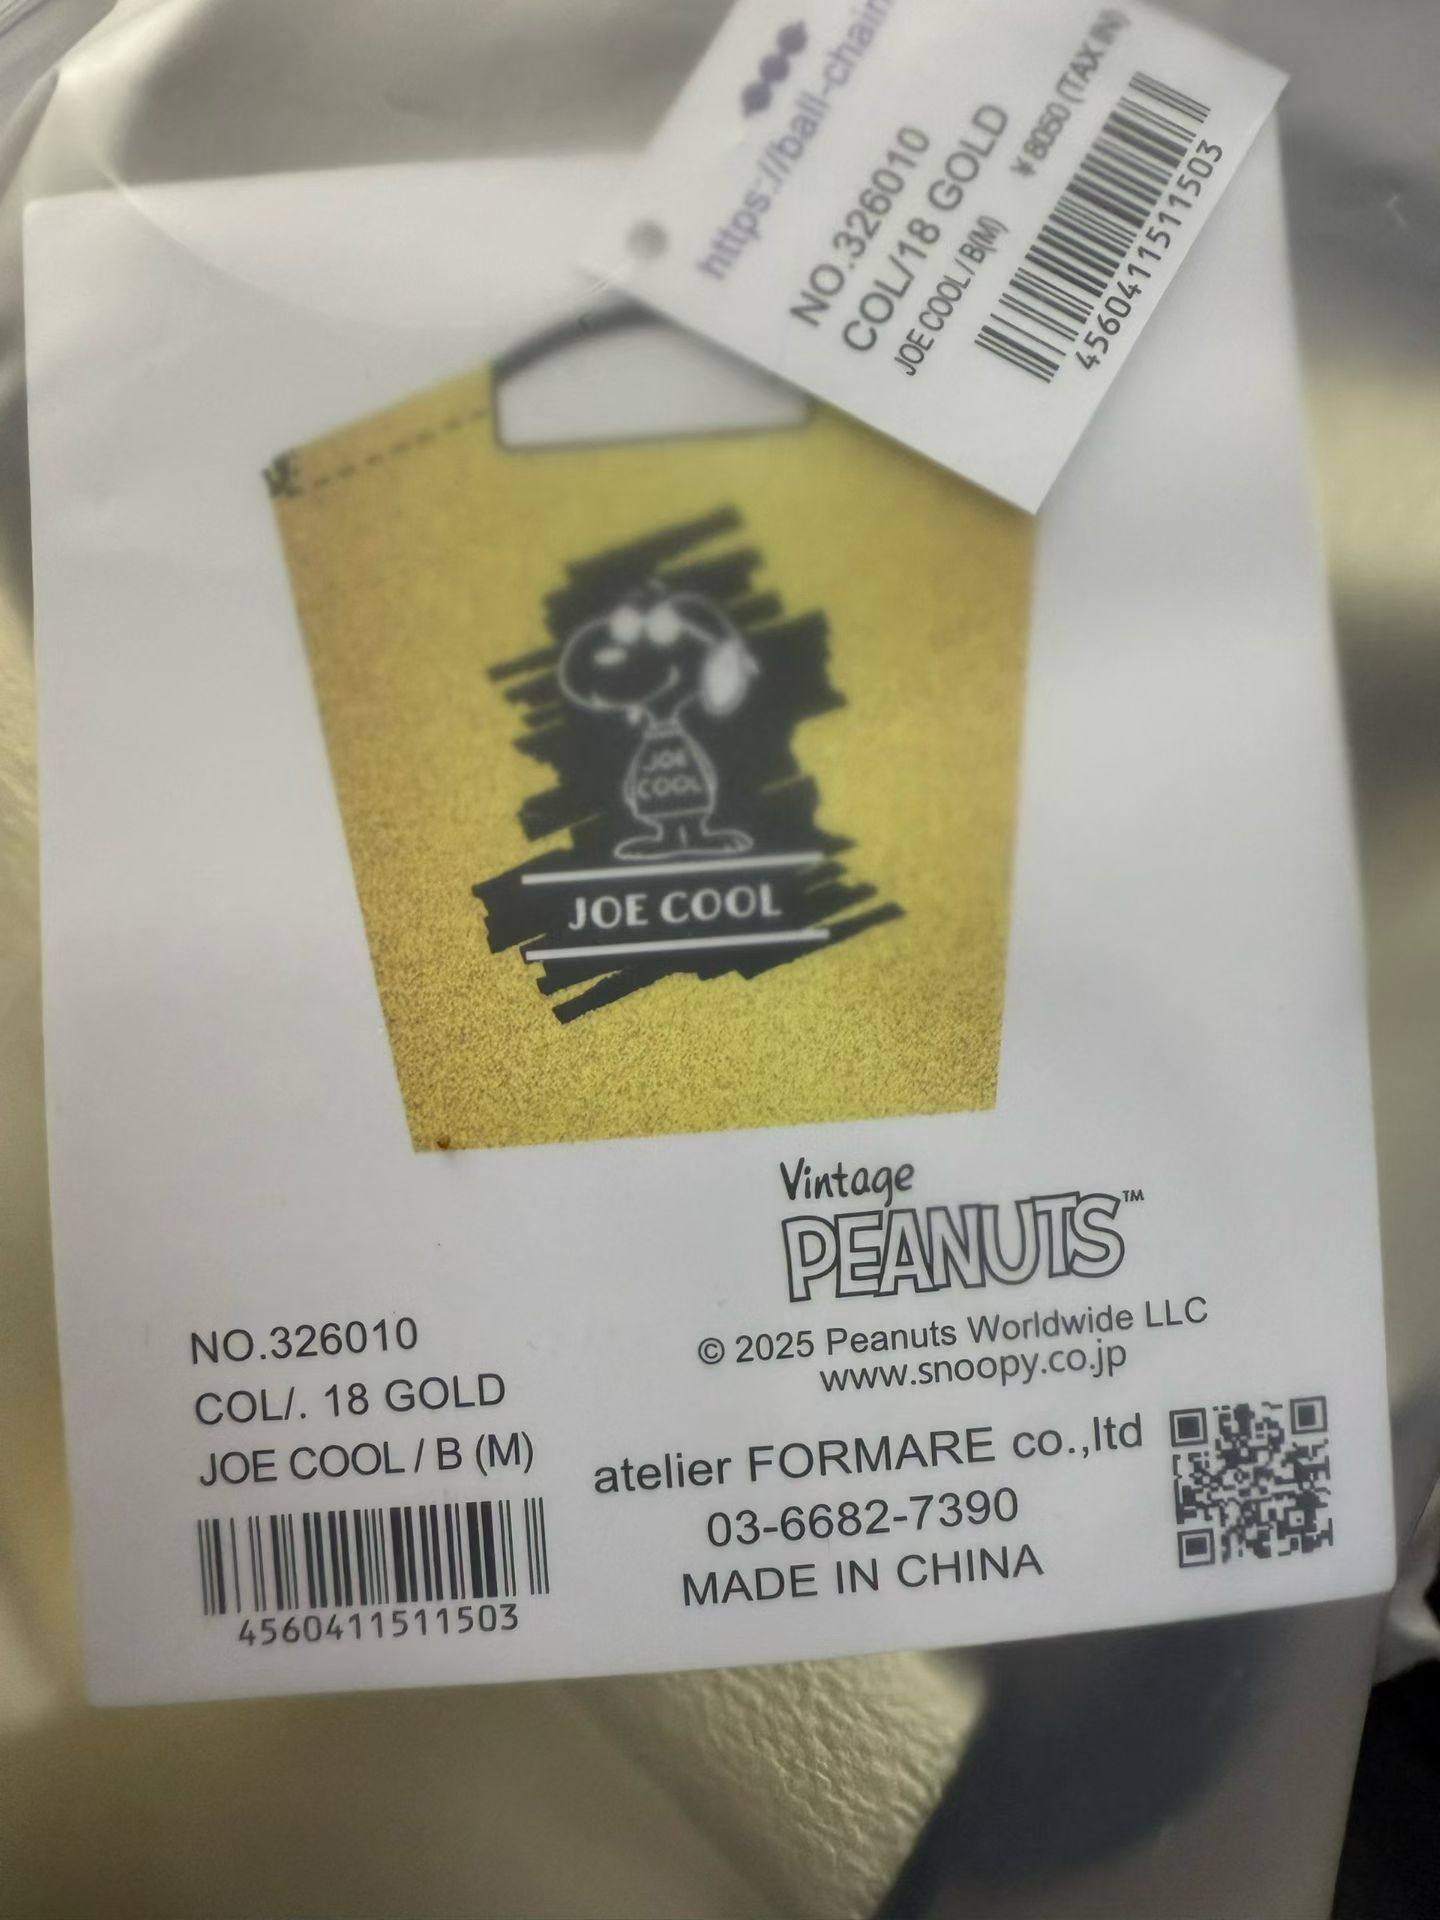 https://ball-chain
NO.326010
COL/18 GOLD
JOE COOL/B(M)
¥8050(TAX IN)
4560411511503
JOE
COOL
JOE COOL
Vintage
PEANUTS™
© 2025 Peanuts Worldwide LLC
www.snoopy.co.jp
NO.326010
COL/. 18 GOLD
JOE COOL / B (M)
4560411511503
atelier FORMARE co.,ltd
03-6682-7390
MADE IN CHINA